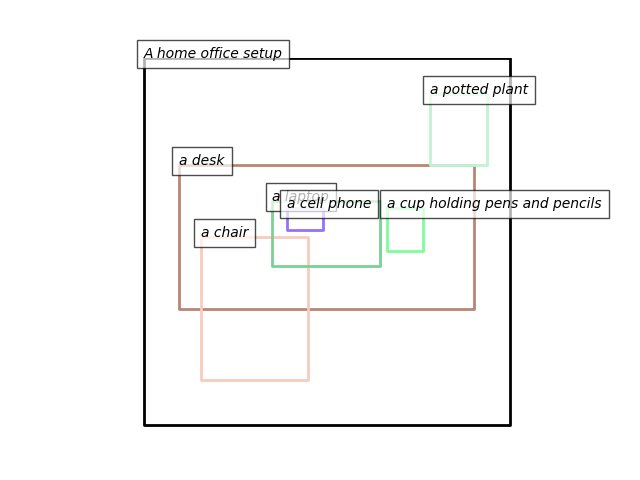 A home office setup
a potted plant
a desk
a laptop
a cell phone
a cup holding pens and pencils
a chair